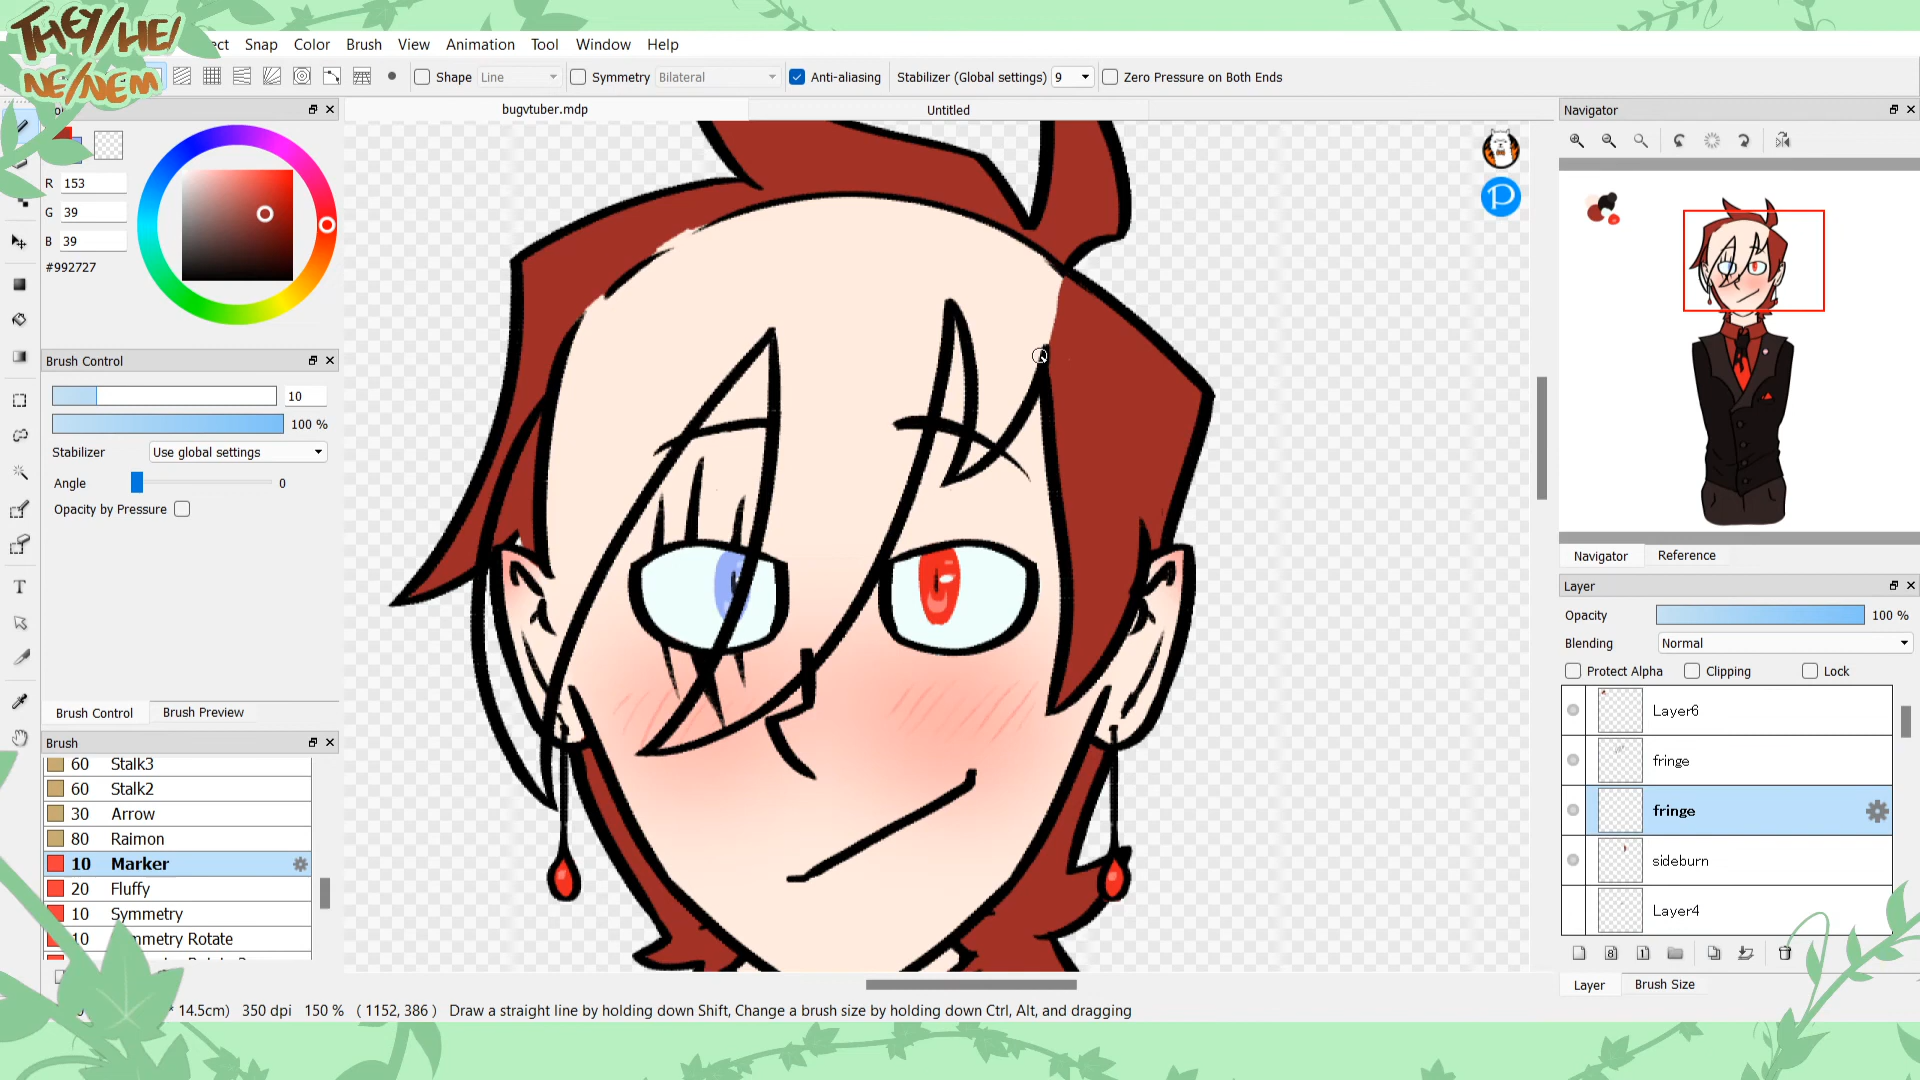 THEY/HE/
NE/NEM
ect Snap Color Brush View Animation Tool Window Help
Shape Line Symmetry Bilateral Anti-aliasing Stabilizer (Global settings) 9 Zero Pressure on Both Ends
bugvtuber.mdp Untitled
Navigator
R 153
G 39
B 39
#992727
P
Brush Control
10
100 %
Stabilizer Use global settings
Angle 0
Opacity by Pressure
Brush Control Brush Preview
Brush
60 Stalk3
60 Stalk2
30 Arrow
80 Raimon
10 Marker
20 Fluffy
10 Symmetry
10 mmetry Rotate
Navigator Reference
Layer
Opacity 100 %
Blending Normal
Protect Alpha Clipping Lock
Layer6
fringe
fringe
sideburn
Layer4
8 1
Layer Brush Size
* 14.5cm) 350 dpi 150 % ( 1152, 386 ) Draw a straight line by holding down Shift, Change a brush size by holding down Ctrl, Alt, and dragging